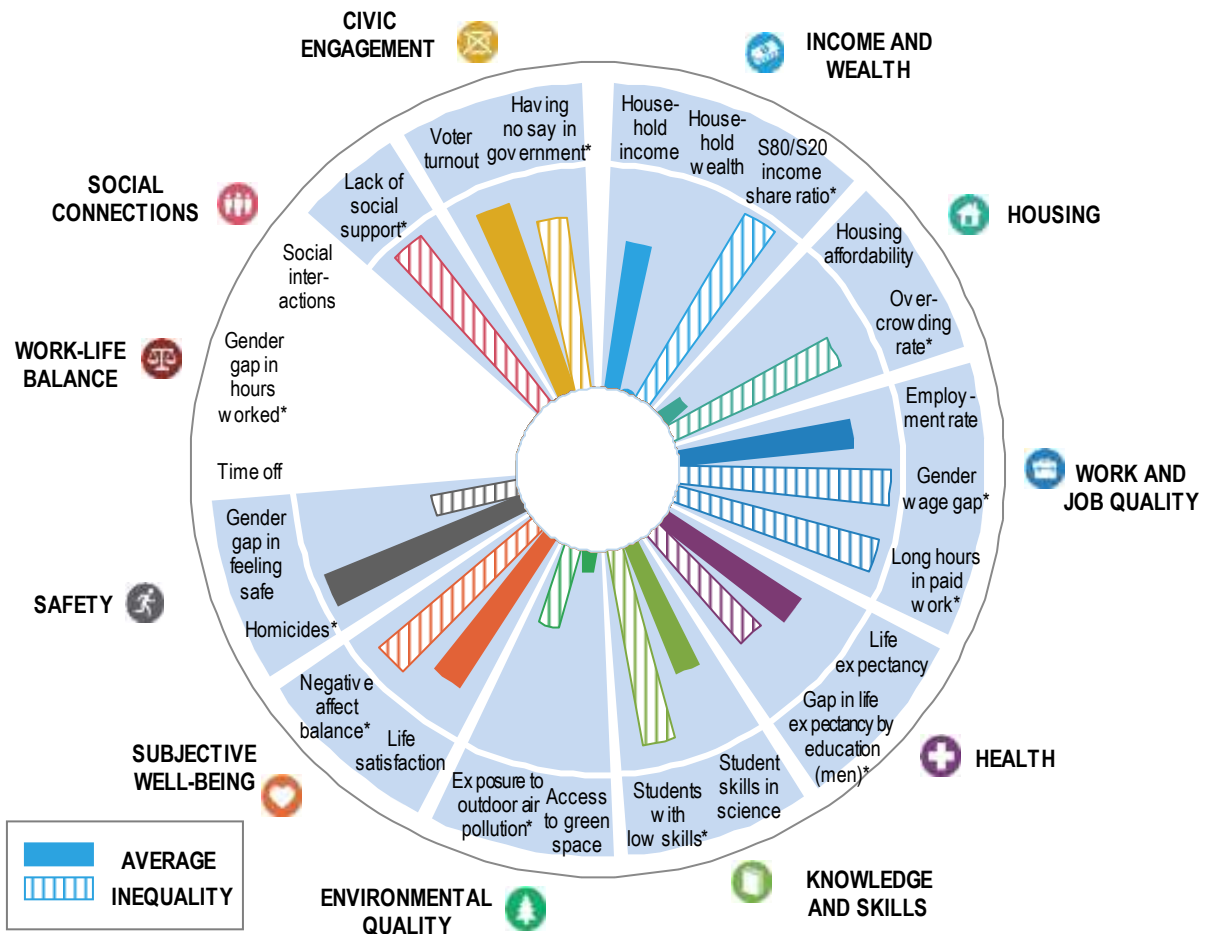 CIVIC
ENGAGEMENT
INCOME AND
WEALTH
HOUSING
WORK AND
JOB QUALITY
HEALTH
KNOWLEDGE
AND SKILLS
ENVIRONMENTAL
QUALITY
SUBJECTIVE
WELL-BEING
SAFETY
WORK-LIFE
BALANCE
SOCIAL
CONNECTIONS
House-
hold
income
House-
hold
wealth
S80/S20
income
share ratio*
Housing
affordability
Over-
crowding
rate*
Employ-
ment rate
Gender
wage gap*
Long hours
in paid
work*
Life
expectancy
Gap in life
expectancy by
education
(men)*
Student
skills in
science
Students
with
low skills*
Access
to green
space
Exposure to
outdoor air
pollution*
Life
satisfaction
Negative
affect
balance*
Homicides*
Gender
gap in
feeling
safe
Time off
Gender
gap in
hours
worked*
Social
inter-
actions
Lack of
social
support*
Voter
turnout
Having
no say in
government*
AVERAGE
INEQUALITY